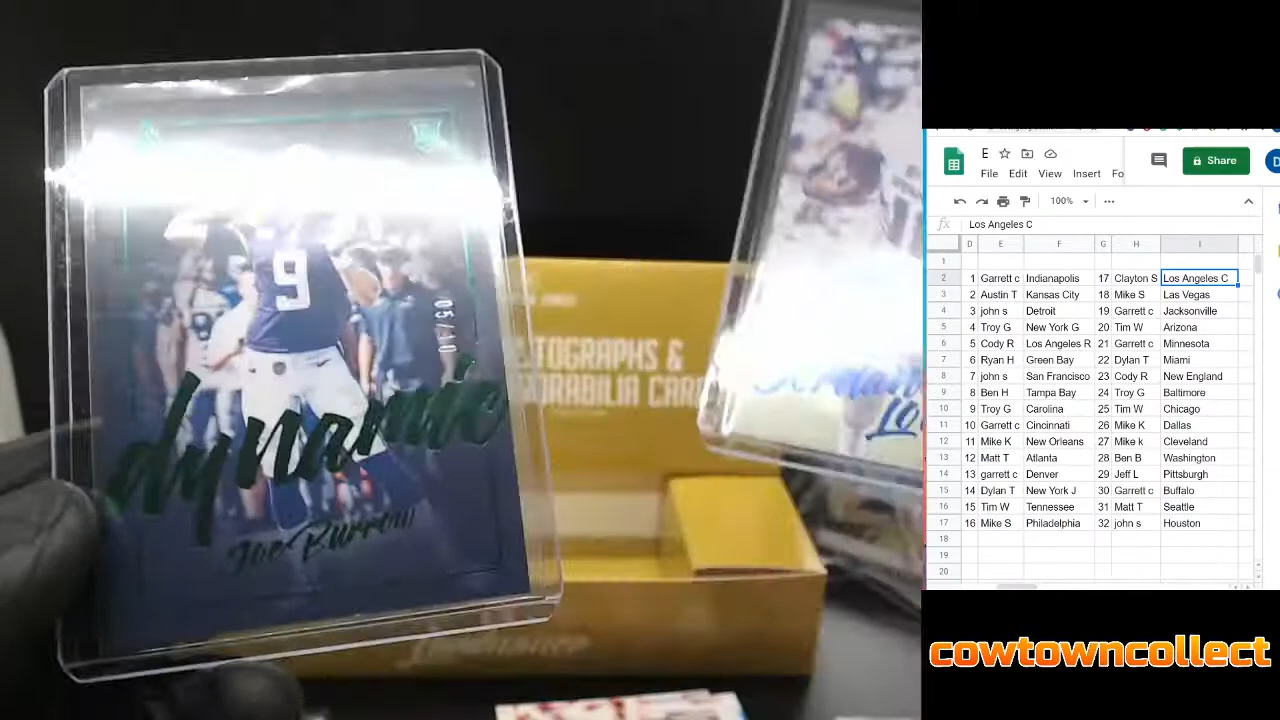 9
05/10
dynamic
Joe Burrow
TOGRAPHS &
ORABILIA CAR
Luminance
E
File Edit View Insert Fo
Share
100%
fx Los Angeles C
D E F G H I
1
2 1 Garrett c Indianapolis 17 Clayton S Los Angeles C
3 2 Austin T Kansas City 18 Mike S Las Vegas
4 3 john s Detroit 19 Garrett c Jacksonville
5 4 Troy G New York G 20 Tim W Arizona
6 5 Cody R Los Angeles R 21 Garrett c Minnesota
7 6 Ryan H Green Bay 22 Dylan T Miami
8 7 john s San Francisco 23 Cody R New England
9 8 Ben H Tampa Bay 24 Troy G Baltimore
10 9 Troy G Carolina 25 Tim W Chicago
11 10 Garrett c Cincinnati 26 Mike K Dallas
12 11 Mike K New Orleans 27 Mike k Cleveland
13 12 Matt T Atlanta 28 Ben B Washington
14 13 garrett c Denver 29 Jeff L Pittsburgh
15 14 Dylan T New York J 30 Garrett c Buffalo
16 15 Tim W Tennessee 31 Matt T Seattle
17 16 Mike S Philadelphia 32 john s Houston
18
19
20
cowtowncollect